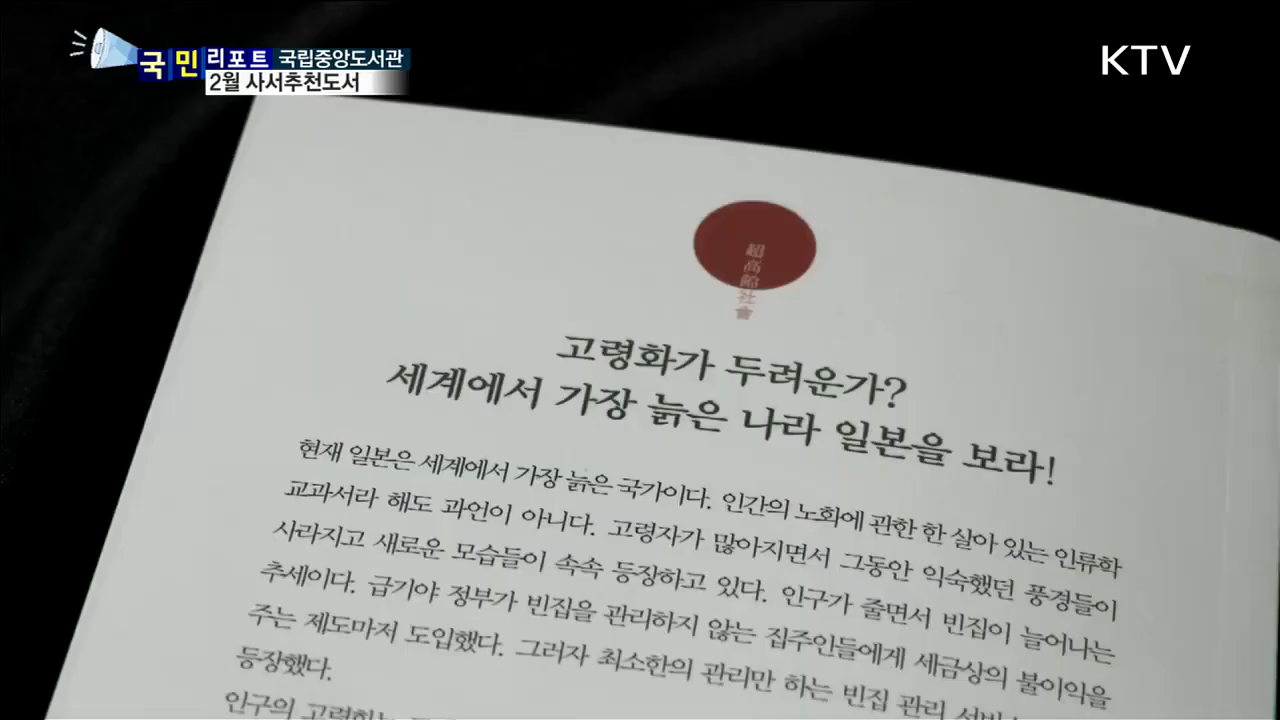 국민 리포트 국립중앙도서관
2월 사서추천도서
KTV
超高齡社會
고령화가 두려운가?
세계에서 가장 늙은 나라 일본을 보라!
현재 일본은 세계에서 가장 늙은 국가이다. 인간의 노화에 관한 한 살아 있는 인류학
교과서라 해도 과언이 아니다. 고령자가 많아지면서 그동안 익숙했던 풍경들이
사라지고 새로운 모습들이 속속 등장하고 있다. 인구가 줄면서 빈집이 늘어나는
추세이다. 급기야 정부가 빈집을 관리하지 않는 집주인들에게 세금상의 불이익을
주는 제도마저 도입했다. 그러자 최소한의 관리만 하는 빈집 관리
등장했다.
인구의 고령화는